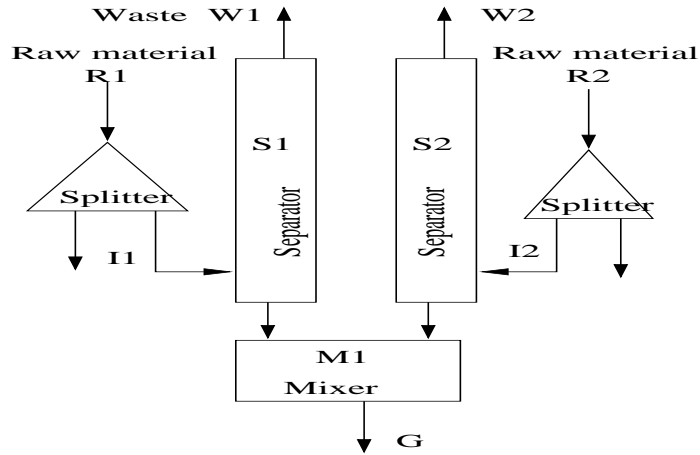 Waste W1
W2
Raw material
R1
Raw material
R2
S1
S2
Splitter
Separator
Separator
Splitter
I1
I2
M1
Mixer
G